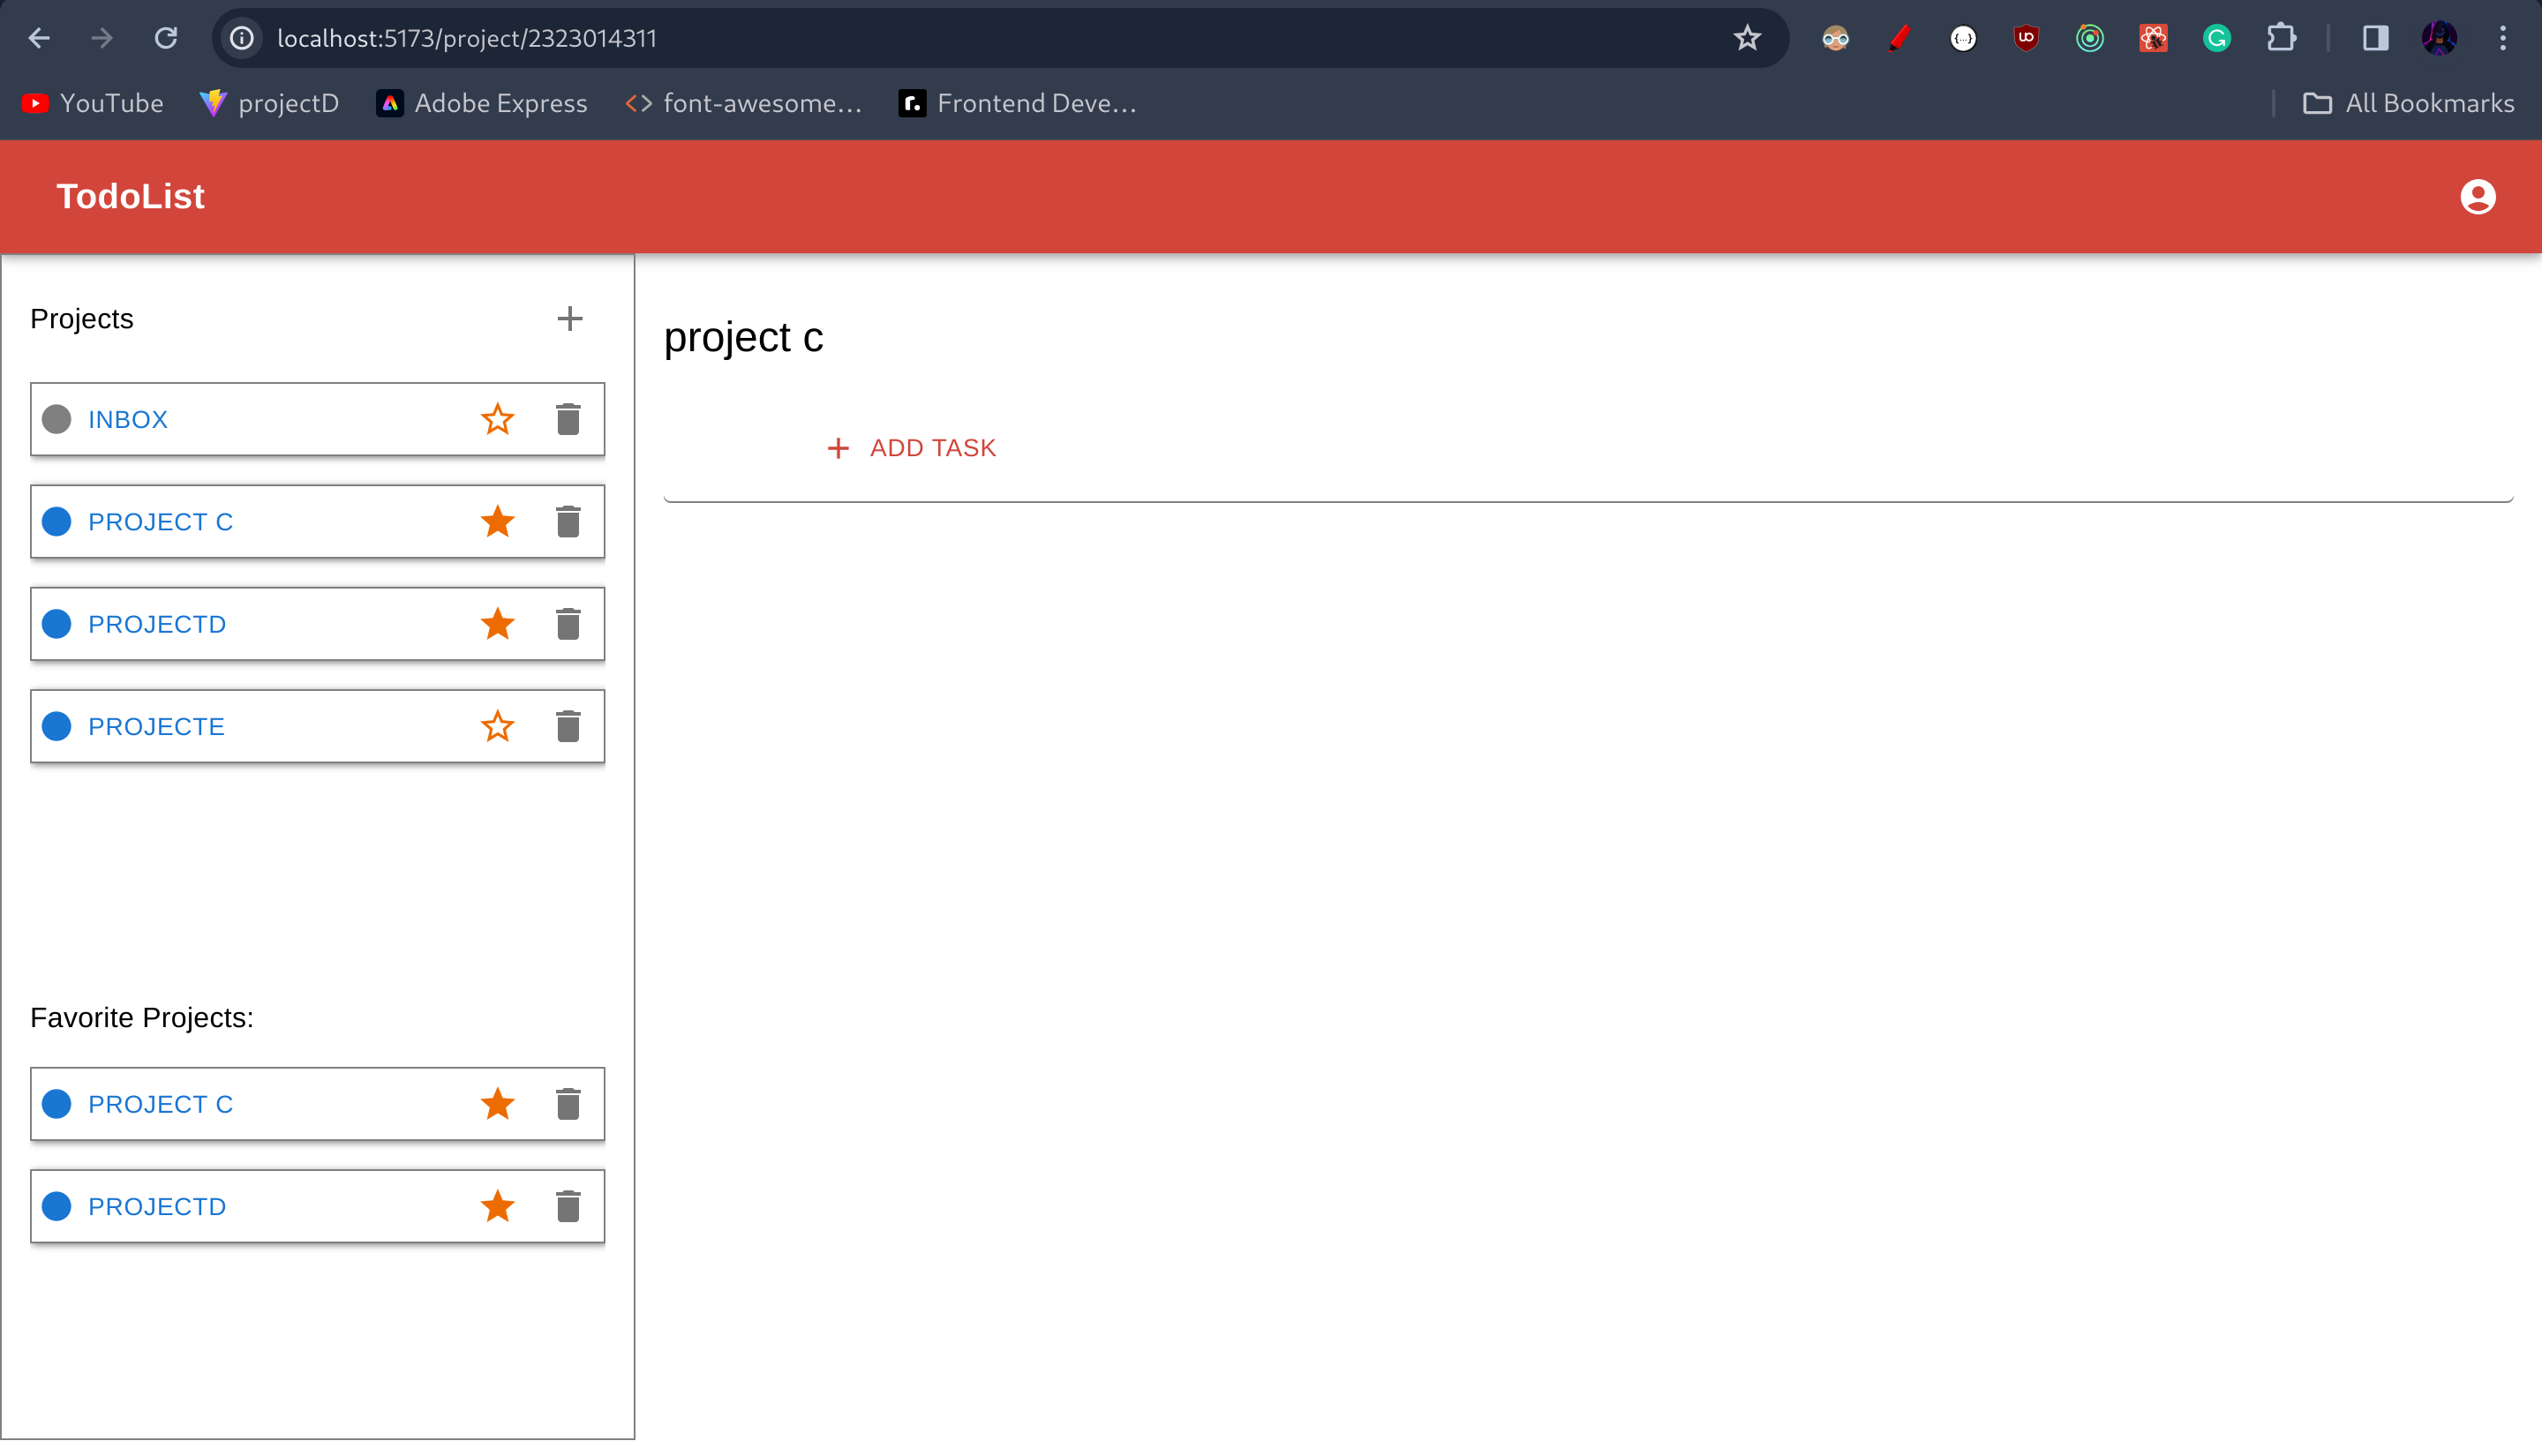 localhost:5173/project/2323014311
YouTube
projectD
Adobe Express
font-awesome...
Frontend Deve...
All Bookmarks
TodoList
Projects
INBOX
PROJECT C
PROJECTD
PROJECTE
Favorite Projects:
PROJECT C
PROJECTD
project c
ADD TASK